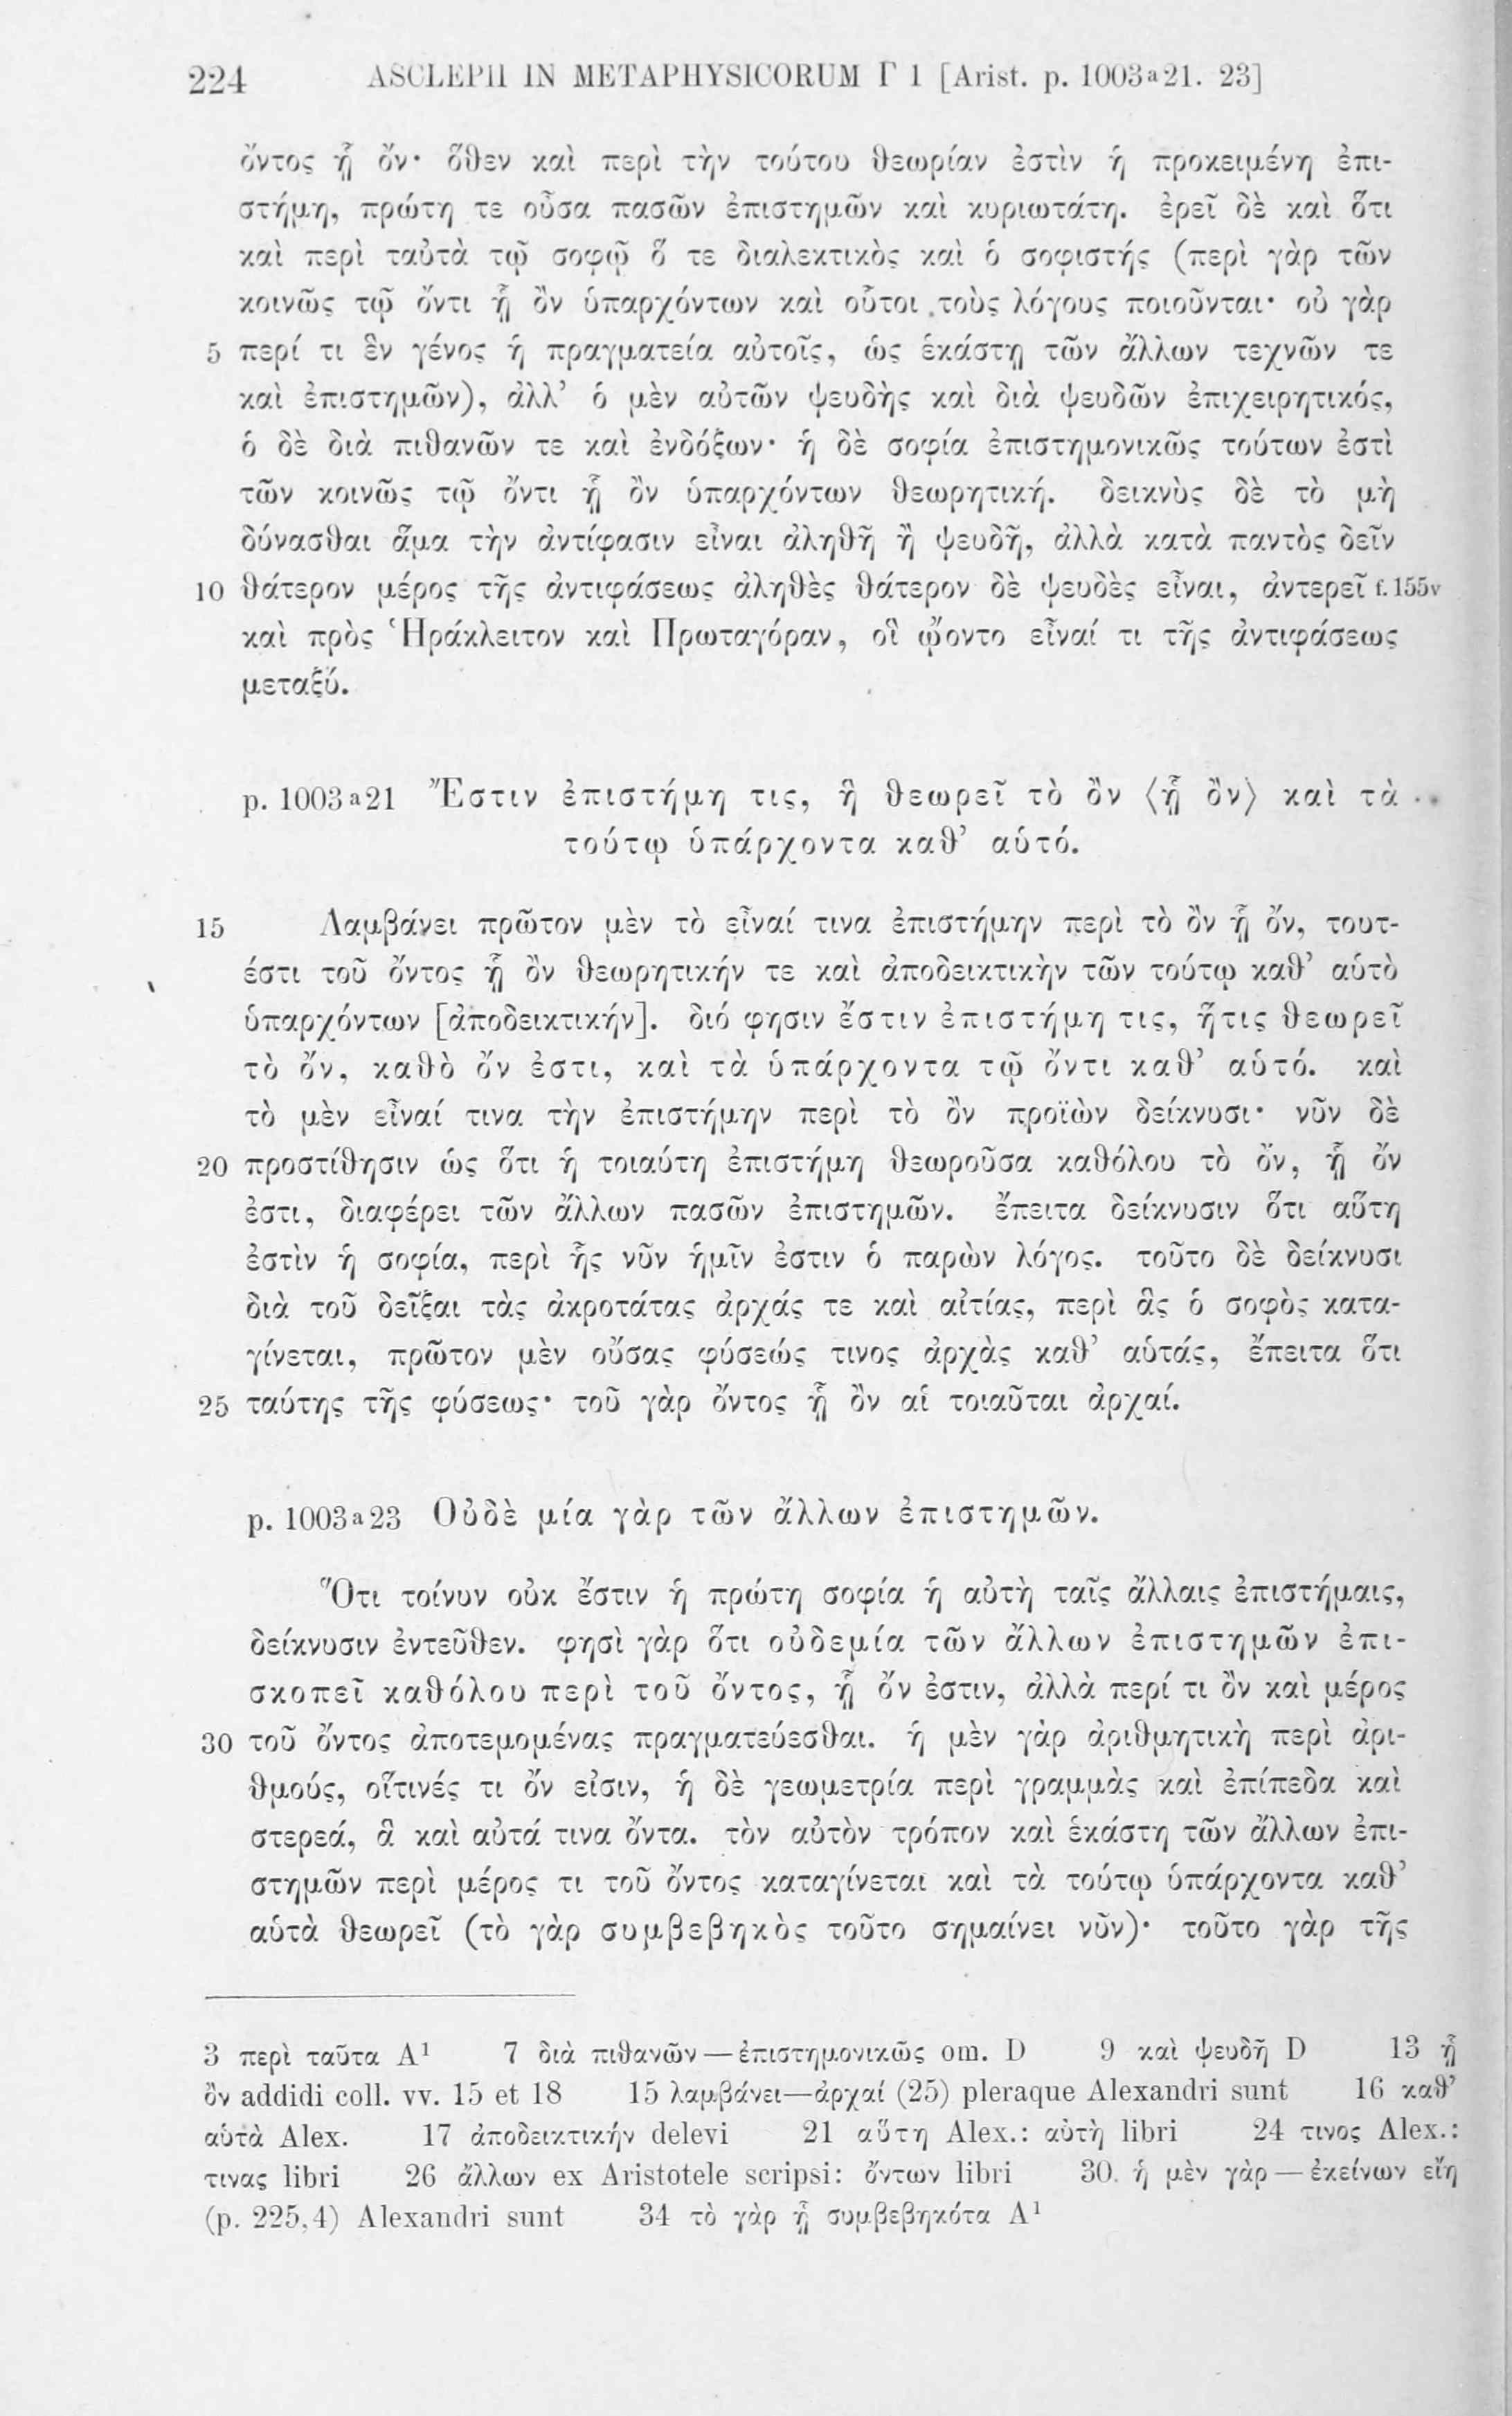 224 ASCLEPII IN METAPHYSICORUM Γ 1 [Arist. p. 1003a21. 23]
ὄντος ᾗ ὄν· ὅθεν καὶ περὶ τὴν τούτου θεωρίαν ἐστὶν ἡ προκειμένη ἐπι-
στήμη, πρώτη τε οὖσα πασῶν ἐπιστημῶν καὶ κυριωτάτη. ἐρεῖ δὲ καὶ ὅτι
καὶ περὶ ταὐτὰ τῷ σοφῷ ὅ τε διαλεκτικὸς καὶ ὁ σοφιστής (περὶ γὰρ τῶν
κοινῶς τῷ ὄντι ᾗ ὂν ὑπαρχόντων καὶ οὗτοι τοὺς λόγους ποιοῦνται· οὐ γὰρ
5 περί τι ἓν γένος ἡ πραγματεία αὐτοῖς, ὡς ἑκάστῃ τῶν ἄλλων τεχνῶν τε
καὶ ἐπιστημῶν), ἀλλ’ ὁ μὲν αὐτῶν ψευδὴς καὶ διὰ ψευδῶν ἐπιχειρητικός,
ὁ δὲ διὰ πιθανῶν τε καὶ ἐνδόξων· ἡ δὲ σοφία ἐπιστημονικῶς τούτων ἐστὶ
τῶν κοινῶς τῷ ὄντι ᾗ ὂν ὑπαρχόντων θεωρητική. δεικνὺς δὲ τὸ μὴ
δύνασθαι ἅμα τὴν ἀντίφασιν εἶναι ἀληθῆ ἢ ψευδῆ, ἀλλὰ κατὰ παντὸς δεῖν
10 θάτερον μέρος τῆς ἀντιφάσεως ἀληθὲς θάτερον δὲ ψευδὲς εἶναι, ἀντερεῖ f. 155v
καὶ πρὸς Ἡράκλειτον καὶ Πρωταγόραν, οἳ ᾤοντο εἶναί τι τῆς ἀντιφάσεως
μεταξύ.
p. 1003a21 Ἔστιν ἐπιστήμη τις, ἣ θεωρεῖ τὸ ὂν ⟨ᾗ ὂν⟩ καὶ τὰ
τούτῳ ὑπάρχοντα καθ’ αὑτό.
15 Λαμβάνει πρῶτον μὲν τὸ εἶναί τινα ἐπιστήμην περὶ τὸ ὂν ᾗ ὄν, τουτ-
έστι τοῦ ὄντος ᾗ ὂν θεωρητικήν τε καὶ ἀποδεικτικὴν τῶν τούτῳ καθ’ αὑτὸ
ὑπαρχόντων [ἀποδεικτικήν]. διό φησιν ἔστιν ἐπιστήμη τις, ἥτις θεωρεῖ
τὸ ὄν, καθὸ ὄν ἐστι, καὶ τὰ ὑπάρχοντα τῷ ὄντι καθ’ αὑτό. καὶ
τὸ μὲν εἶναί τινα τὴν ἐπιστήμην περὶ τὸ ὂν προϊὼν δείκνυσι· νῦν δὲ
20 προστίθησιν ὡς ὅτι ἡ τοιαύτη ἐπιστήμη θεωροῦσα καθόλου τὸ ὄν, ᾗ ὄν
ἐστι, διαφέρει τῶν ἄλλων πασῶν ἐπιστημῶν. ἔπειτα δείκνυσιν ὅτι αὕτη
ἐστὶν ἡ σοφία, περὶ ἧς νῦν ἡμῖν ἐστιν ὁ παρὼν λόγος. τοῦτο δὲ δείκνυσι
διὰ τοῦ δεῖξαι τὰς ἀκροτάτας ἀρχάς τε καὶ αἰτίας, περὶ ἃς ὁ σοφὸς κατα-
γίνεται, πρῶτον μὲν οὔσας φύσεώς τινος ἀρχὰς καθ’ αὑτάς, ἔπειτα ὅτι
25 ταύτης τῆς φύσεως· τοῦ γὰρ ὄντος ᾗ ὂν αἱ τοιαῦται ἀρχαί.
p. 1003a23 Οὐδὲ μία γὰρ τῶν ἄλλων ἐπιστημῶν.
Ὅτι τοίνυν οὐκ ἔστιν ἡ πρώτη σοφία ἡ αὐτὴ ταῖς ἄλλαις ἐπιστήμαις,
δείκνυσιν ἐντεῦθεν. φησὶ γὰρ ὅτι οὐδεμία τῶν ἄλλων ἐπιστημῶν ἐπι-
σκοπεῖ καθόλου περὶ τοῦ ὄντος, ᾗ ὄν ἐστιν, ἀλλὰ περί τι ὂν καὶ μέρος
30 τοῦ ὄντος ἀποτεμομένας πραγματεύεσθαι. ἡ μὲν γὰρ ἀριθμητικὴ περὶ ἀρι-
θμούς, οἵτινές τι ὄν εἰσιν, ἡ δὲ γεωμετρία περὶ γραμμὰς καὶ ἐπίπεδα καὶ
στερεά, ἃ καὶ αὐτά τινα ὄντα. τὸν αὐτὸν τρόπον καὶ ἑκάστη τῶν ἄλλων ἐπι-
στημῶν περὶ μέρος τι τοῦ ὄντος καταγίνεται καὶ τὰ τούτῳ ὑπάρχοντα καθ’
αὑτὰ θεωρεῖ (τὸ γὰρ συμβεβηκὸς τοῦτο σημαίνει νῦν)· τοῦτο γὰρ τῆς
3 περὶ ταῦτα A¹ 7 διὰ πιθανῶν—ἐπιστημονικῶς om. D 9 καὶ ψευδῆ D 13 ᾗ
ὂν addidi coll. vv. 15 et 18 15 λαμβάνει—ἀρχαί (25) pleraque Alexandri sunt 16 καθ’
αὑτὰ Alex. 17 ἀποδεικτικήν delevi 21 αὕτη Alex.: αὐτὴ libri 24 τινος Alex.:
τινας libri 26 ἄλλων ex Aristotele scripsi: ὄντων libri 30. ἡ μὲν γὰρ—ἐκείνων εἴη
(p. 225,4) Alexandri sunt 34 τὸ γὰρ ᾗ συμβεβηκότα A¹